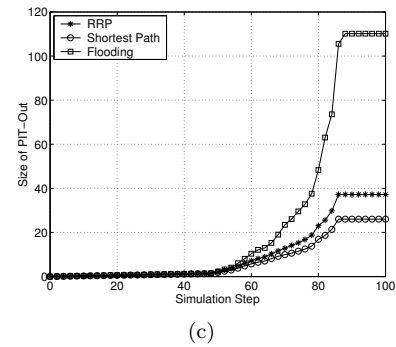 120
100
80
60
40
20
0
Size of PIT−Out
RRP
Shortest Path
Flooding
0 20 40 60 80 100
Simulation Step
(c)